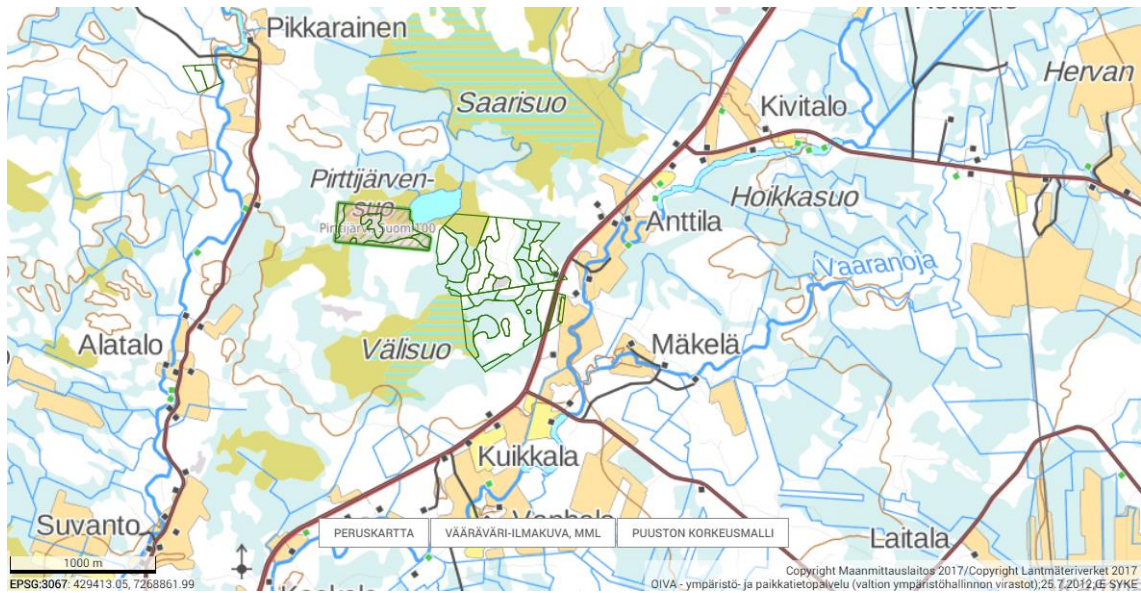 Pikkarainen
Hervan
Saarisuo
Kivitalo
Pirttijärven-
suo
Hoikkasuo
Anttila
Vaaranoja
Alatalo
Välisuo
Mäkelä
Kuikkala
Suvanto
Laitala
PERUSKARTTA
VÄÄRÄVÄRI-ILMAKUVA, MML
PUUSTON KORKEUSMALLI
1000 m
EPSG:3067: 429413.05, 7268861.99
Copyright Maanmittauslaitos 2017/Copyright Lantmäteriverket 2017
OIVA - ympäristö- ja paikkatietopalvelu (valtion ympäristöhallinnon virastot);25.7.2012,© SYKE